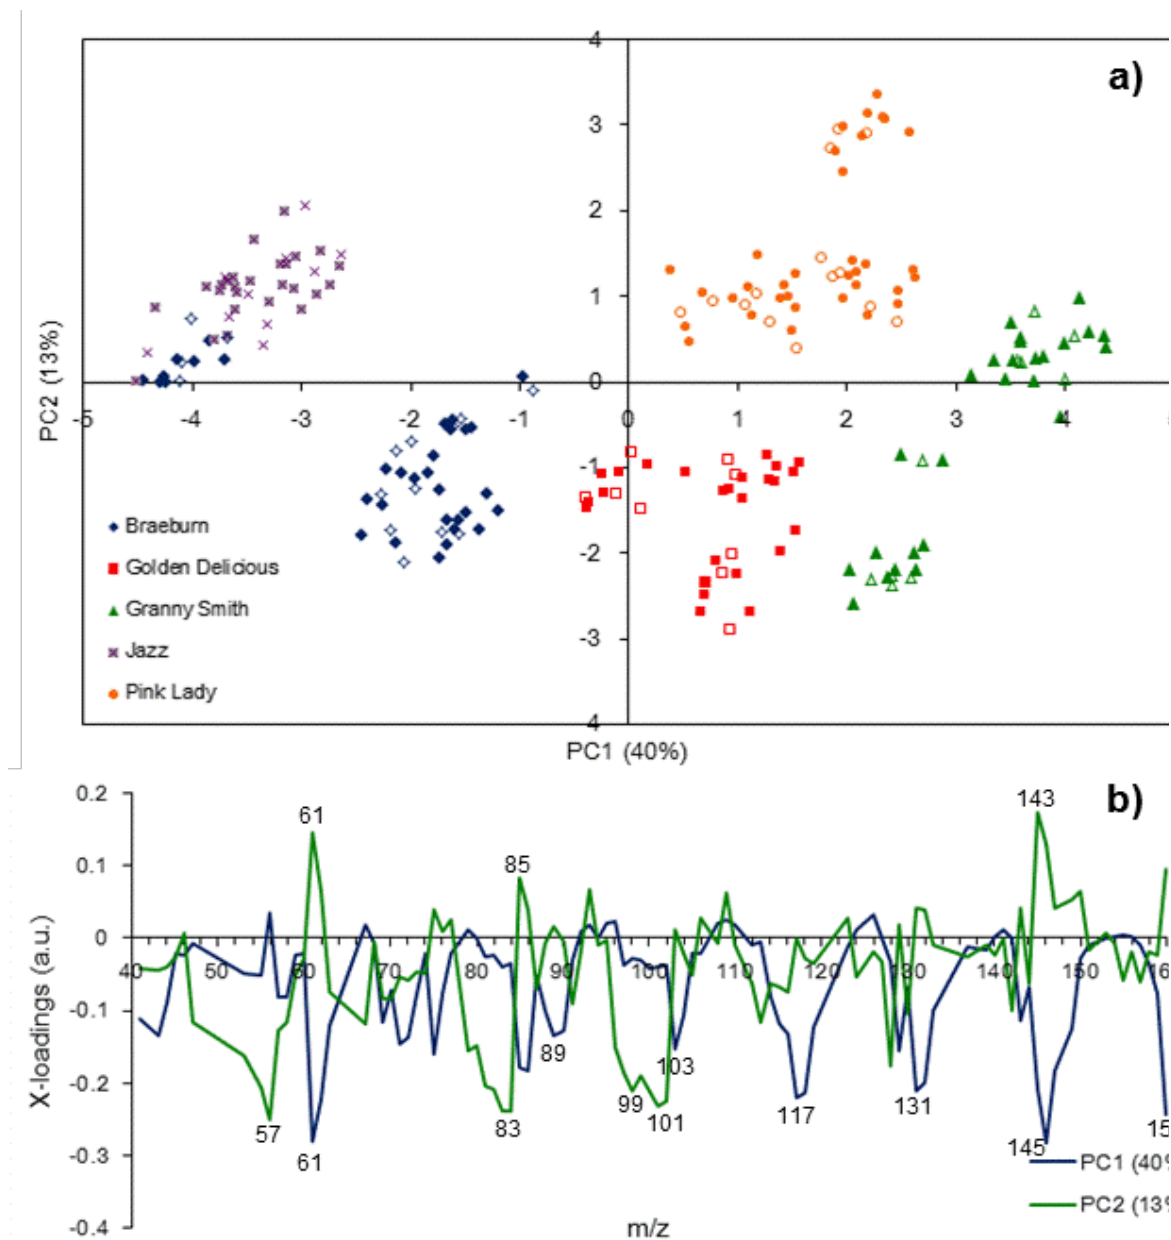 4
a)
3
2
1
0
-5 -4 -3 -2 -1 0 1 2 3 4 5
-1
-2
-3
-4
PC2 (13%)
Braeburn
Golden Delicious
Granny Smith
Jazz
Pink Lady
PC1 (40%)
b)
0.2
0.1
0
-0.1
-0.2
-0.3
-0.4
X-loadings (a.u.)
61 85 143
40 50 60 70 80 90 100 110 120 130 140 150 16
89 103
57 83 99 101 117 131 15
61 145
PC1 (40%
PC2 (13%
m/z